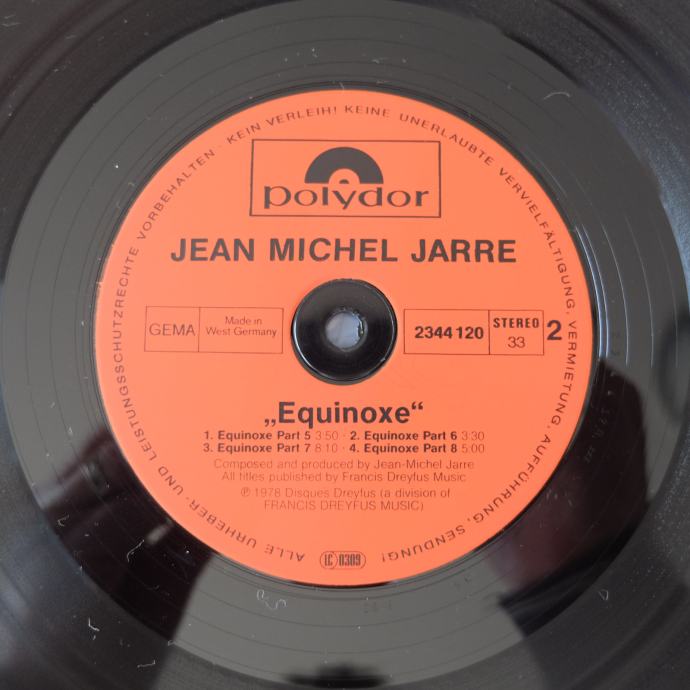 ALLE URHEBER- UND LEISTUNGSSCHUTZRECHTE VORBEHALTEN · KEIN VERLEIH! KEINE UNERLAUBTE VERVIELFÄLTIGUNG, VERMIETUNG, AUFFÜHRUNG, SENDUNG!
polydor
JEAN MICHEL JARRE
GEMA
Made in
West Germany
2344 120
STEREO
33
2
„Equinoxe“
1. Equinoxe Part 5 3:50 · 2. Equinoxe Part 6 3:30
3. Equinoxe Part 7 8:10 · 4. Equinoxe Part 8 5:00
Composed and produced by Jean-Michel Jarre
All titles published by Francis Dreyfus Music
℗ 1978 Disques Dreyfus (a division of
FRANCIS DREYFUS MUSIC)
LC 0309